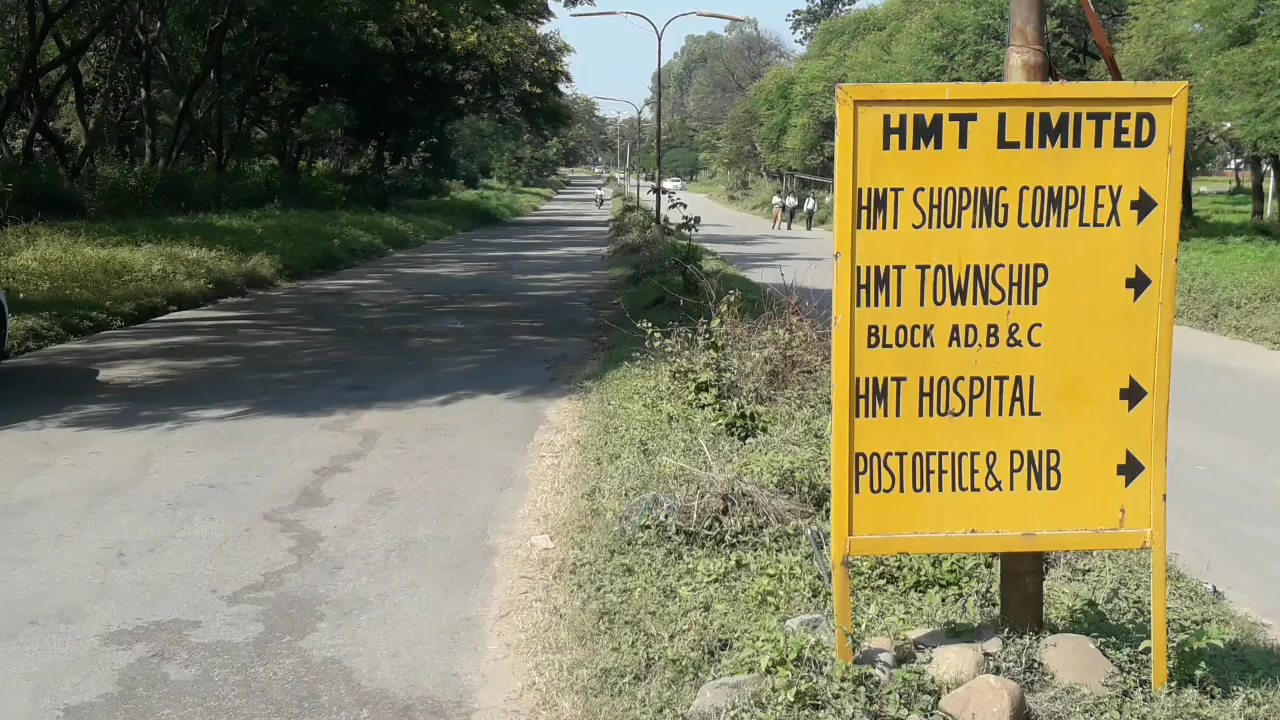 HMT LIMITED
HMT SHOPING COMPLEX
HMT TOWNSHIP
BLOCK AD,B & C
HMT HOSPITAL
POST OFFICE & PNB